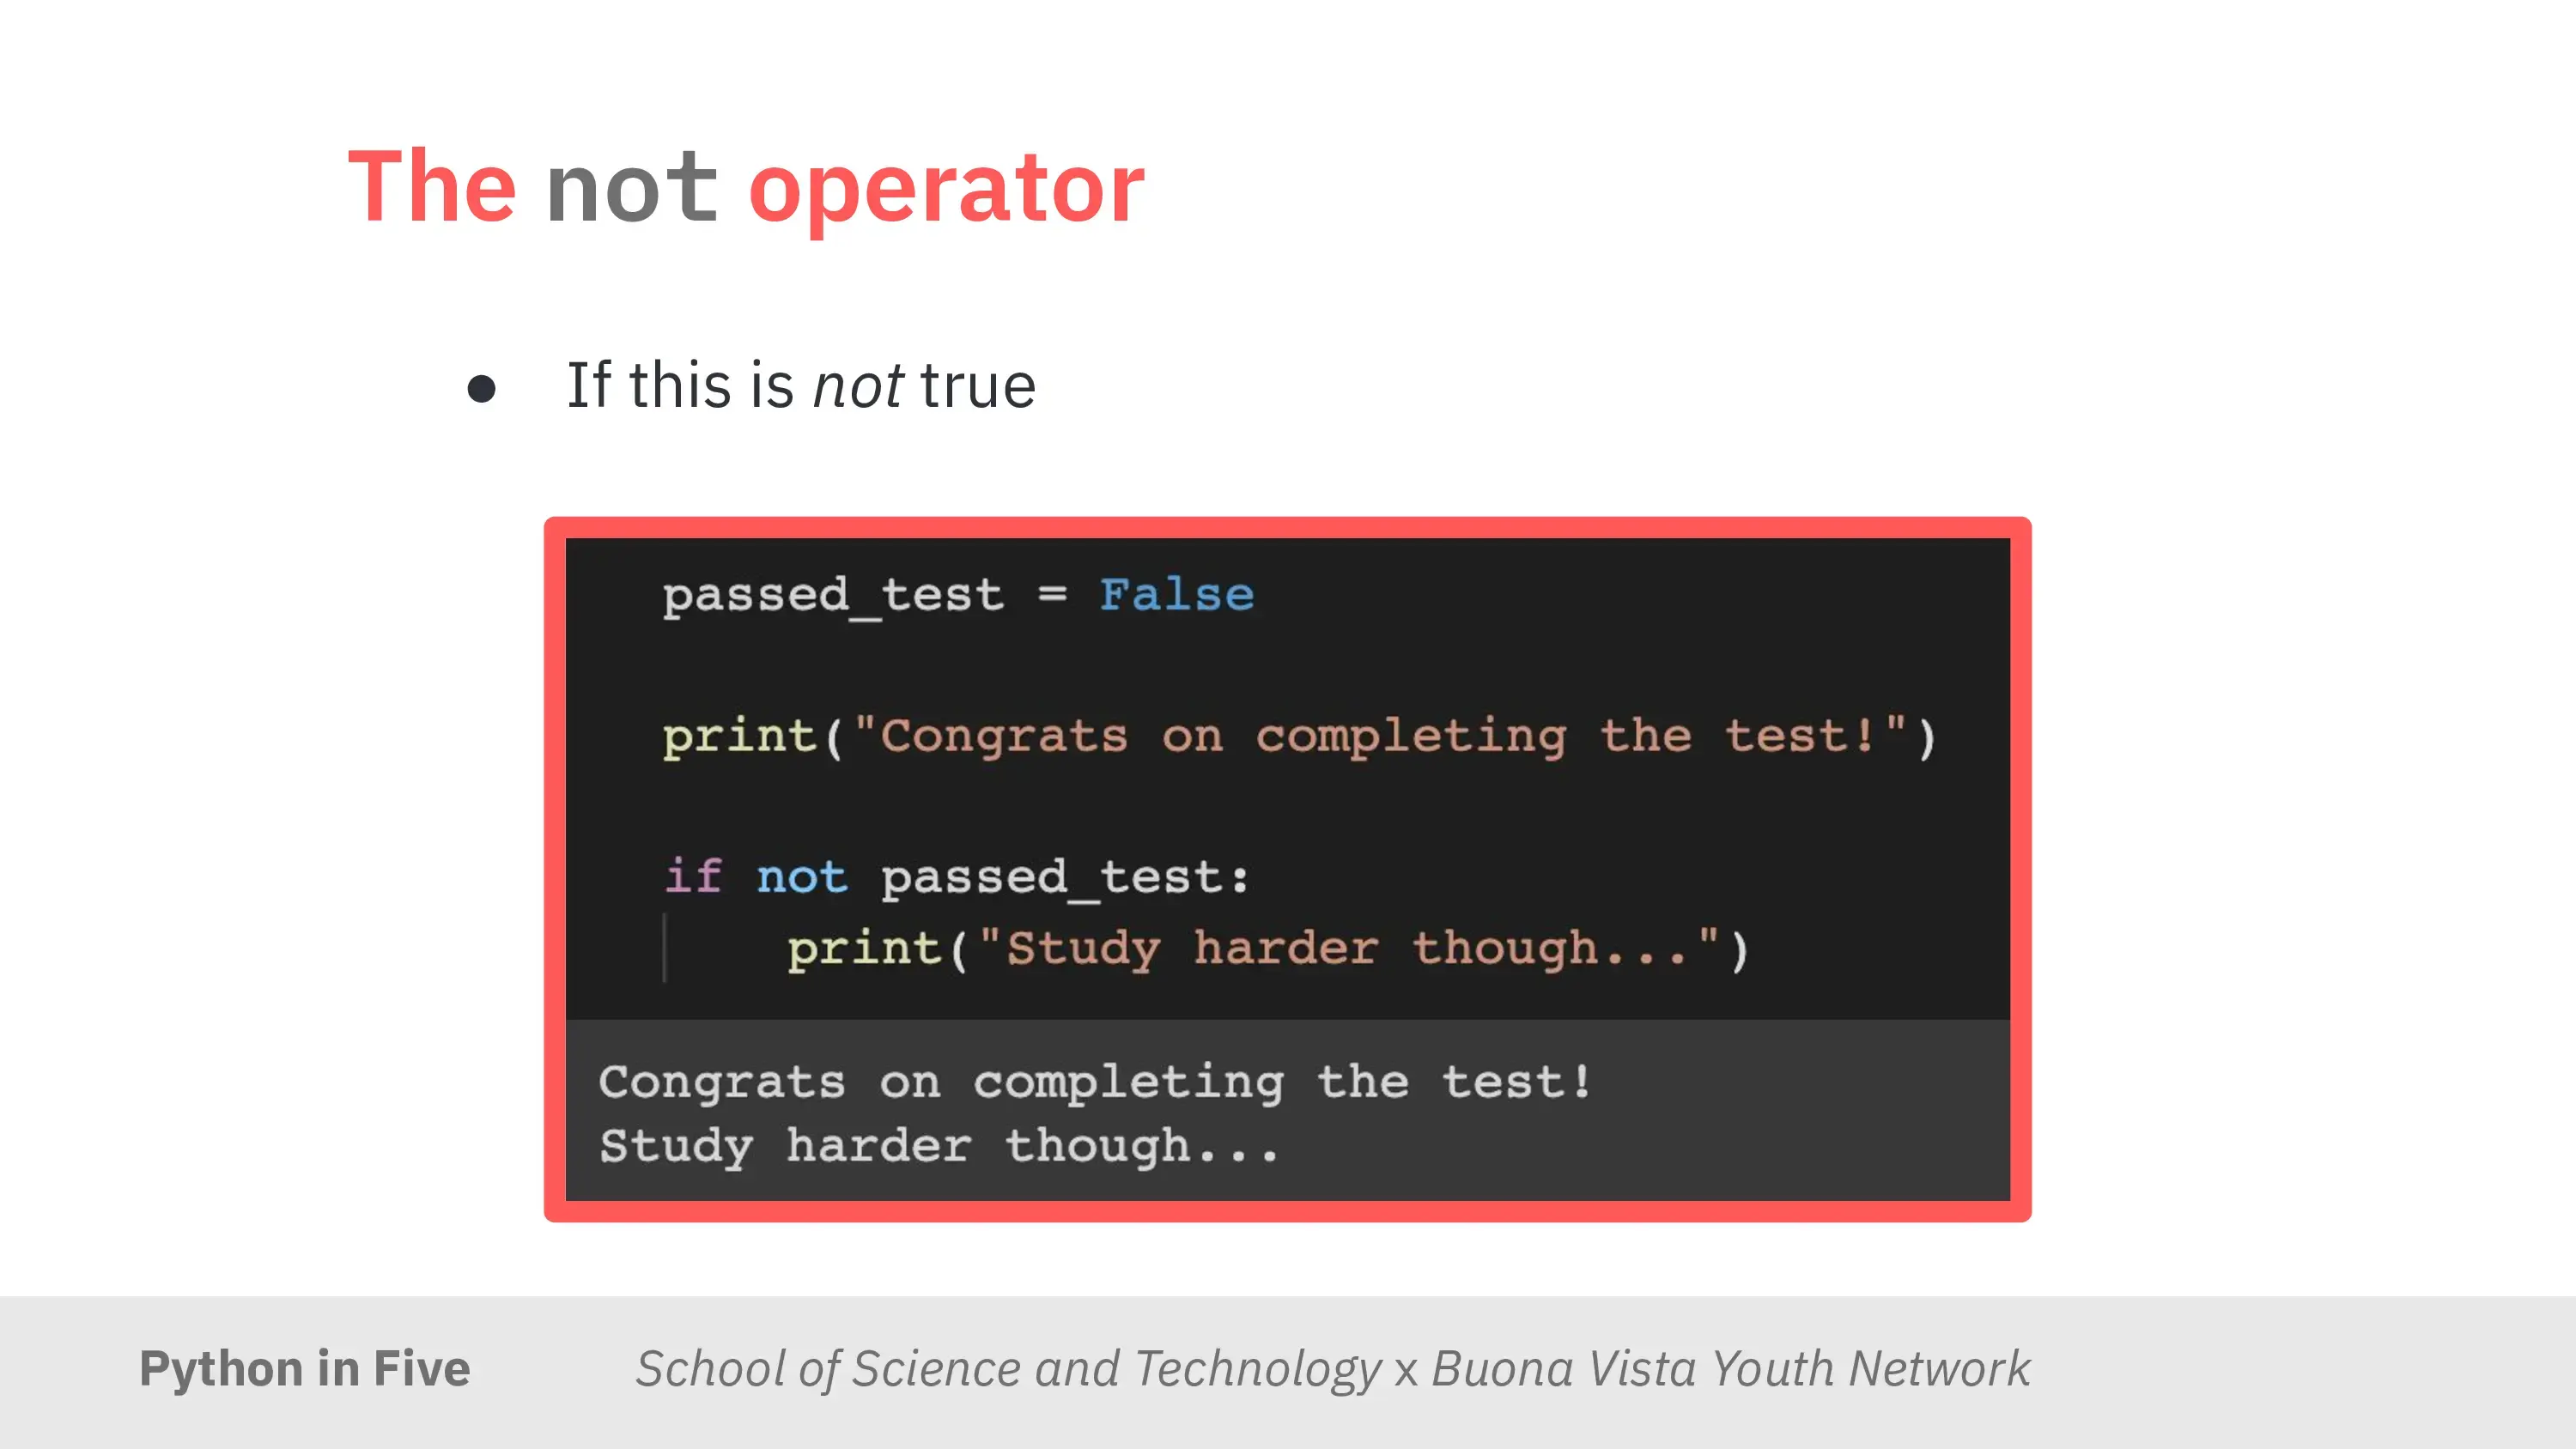 The not operator
● If this is not true
passed_test = False
print("Congrats on completing the test!")
if not passed_test:
    print("Study harder though...")
Congrats on completing the test!
Study harder though...
Python in Five
School of Science and Technology x Buona Vista Youth Network